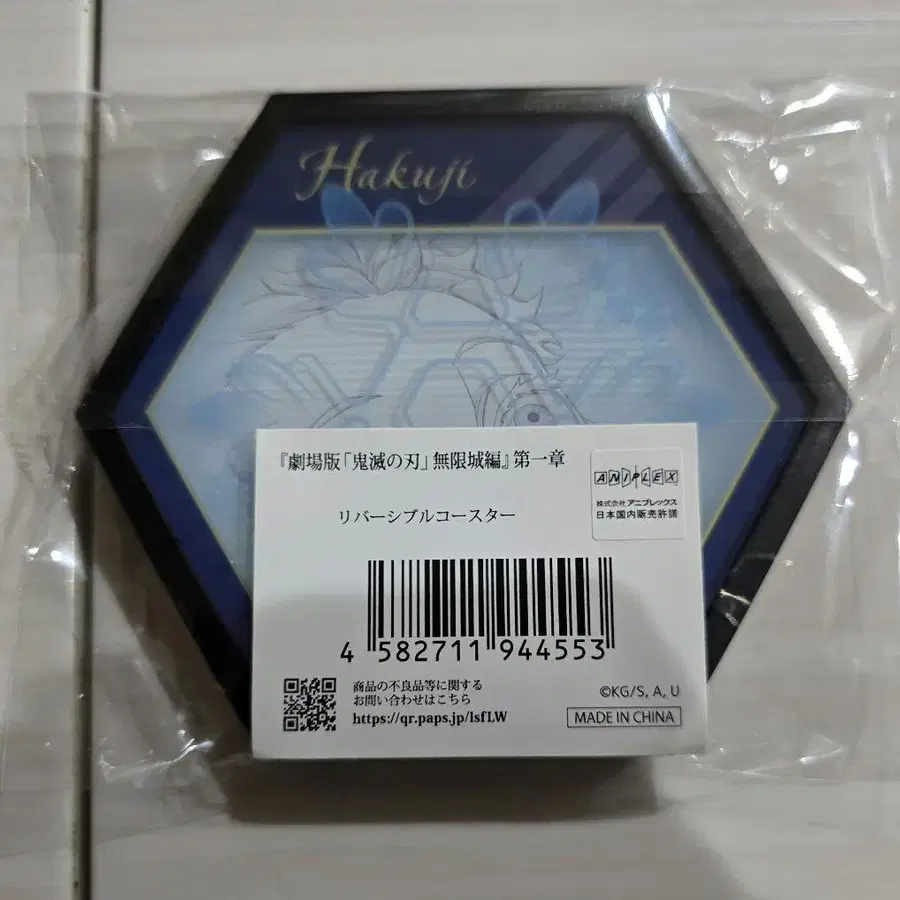 Hakuji
『劇場版「鬼滅の刃」無限城編』第一章
ANIPLEX
株式会社 アニプレックス
日本国内販売許諾
リバーシブルコースター
4 582711 944553
商品の不良品等に関する
お問い合わせはこちら
https://qr.paps.jp/lsfLW
©KG/S, A, U
MADE IN CHINA